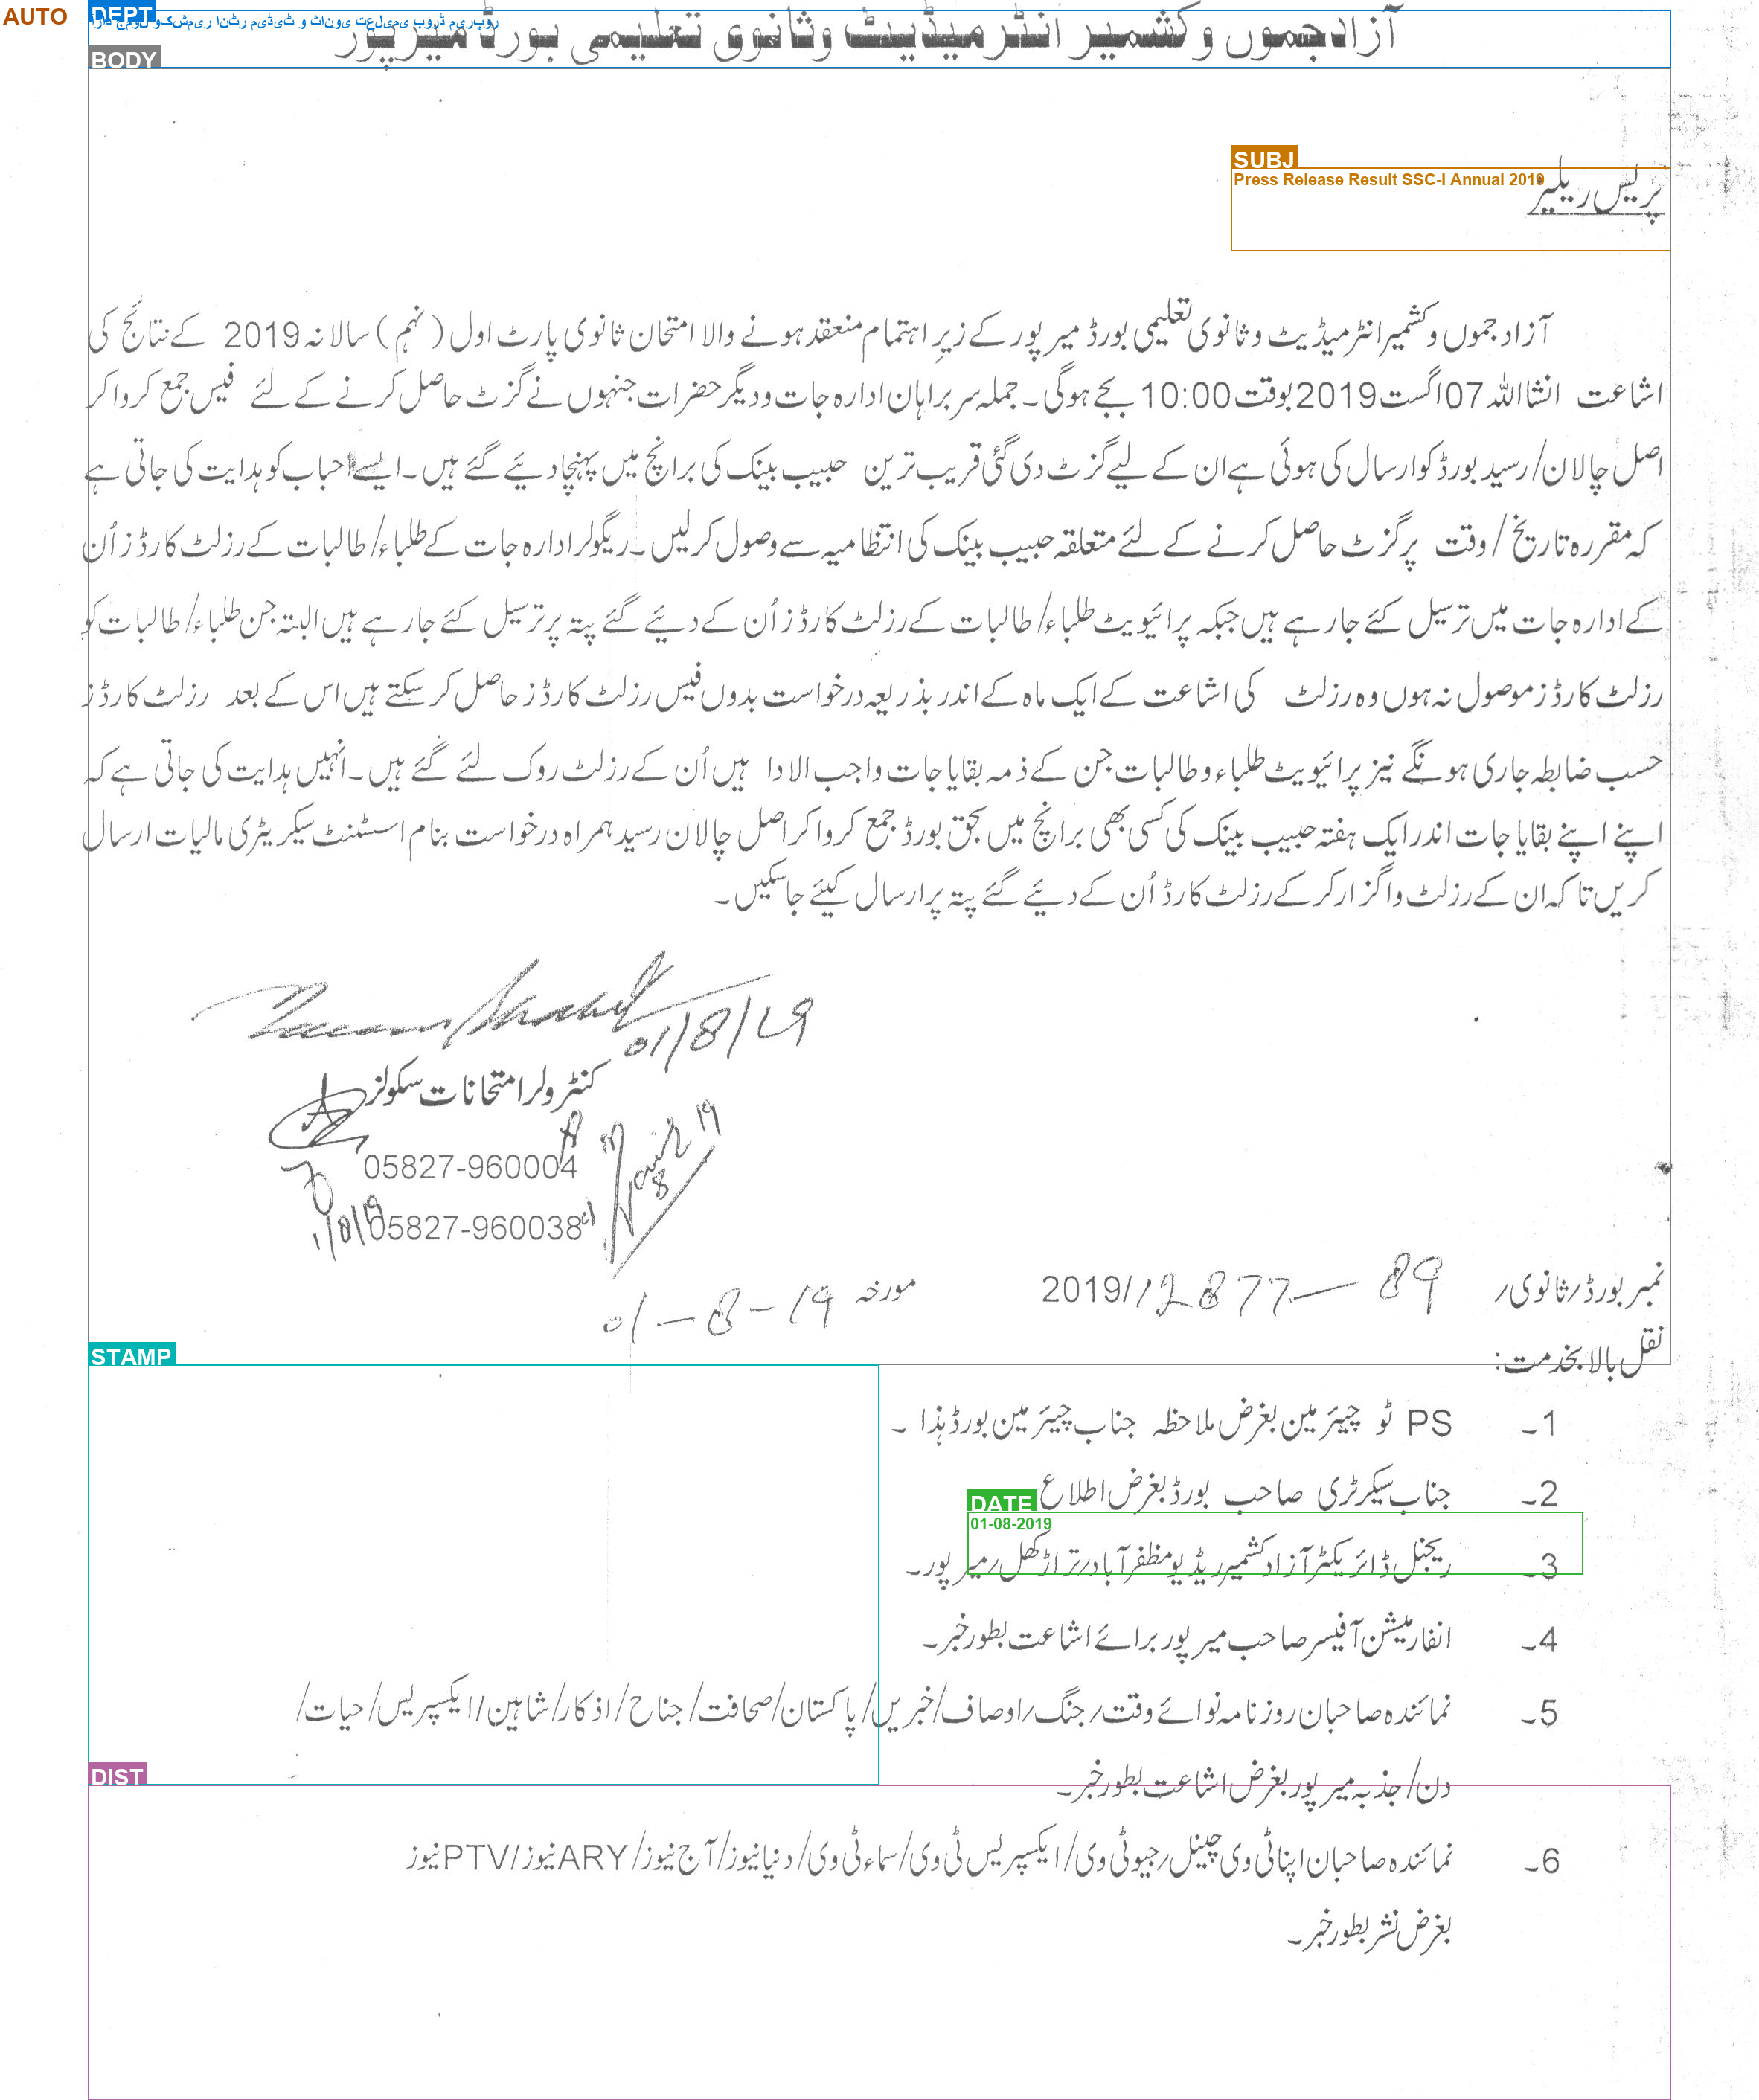 AUTO
DEPT
آزاد جموں و کشمیر انٹرمیڈیٹ و ثانوی تعلیمی بورڈ میرپور
BODY
SUBJ
Press Release Result SSC-I Annual 2019
پریس ریلیز
آزاد جموں و کشمیر انٹرمیڈیٹ و ثانوی تعلیمی بورڈ میر پور کے زیرِ اہتمام منعقد ہونے والا امتحان ثانوی پارٹ اول ( نہم ) سالانہ 2019 کے نتائج کی
اشاعت انشااللہ 07 اگست 2019 بوقت 10:00 بجے ہوگی۔ جملہ سربراہان ادارہ جات و دیگر حضرات جنہوں نے گزٹ حاصل کرنے کے لئے فیس جمع کروا کر
اصل چالان/ رسید بورڈ کو ارسال کی ہوئی ہے ان کے لیے گزٹ دی گئی قریب ترین حبیب بینک کی برانچ میں پہنچا دیئے گئے ہیں۔ ایسے احباب کو ہدایت کی جاتی ہے
کہ مقررہ تاریخ / وقت پر گزٹ حاصل کرنے کے لئے متعلقہ حبیب بینک کی انتظامیہ سے وصول کر لیں۔ ریگولر ادارہ جات کے طلباء/ طالبات کے رزلٹ کارڈز اُن
کے ادارہ جات میں ترسیل کئے جا رہے ہیں جبکہ پرائیویٹ طلباء/ طالبات کے رزلٹ کارڈز اُن کے دیئے گئے پتہ پر ترسیل کئے جا رہے ہیں البتہ جن طلباء/ طالبات کو
رزلٹ کارڈز موصول نہ ہوں وہ رزلٹ کی اشاعت کے ایک ماہ کے اندر بذریعہ درخواست بدوں فیس رزلٹ کارڈز حاصل کر سکتے ہیں اس کے بعد رزلٹ کارڈز
حسب ضابطہ جاری ہونگے نیز پرائیویٹ طلباء و طالبات جن کے ذمہ بقایا جات واجب الادا ہیں اُن کے رزلٹ روک لئے گئے ہیں۔ انہیں ہدایت کی جاتی ہے کہ
اپنے اپنے بقایا جات اندر ایک ہفتہ حبیب بینک کی کسی بھی برانچ میں بحق بورڈ جمع کروا کر اصل چالان رسید ہمراہ درخواست بنام اسسٹنٹ سیکریٹری مالیات ارسال
کریں تاکہ ان کے رزلٹ واگزار کر کے رزلٹ کارڈ اُن کے دیئے گئے پتہ پر ارسال کیئے جا سکیں۔
01/8/19
کنٹرولر امتحانات سکولز
05827-960004
05827-960038
نمبر بورڈ/ثانوی/ 2019/12877-89 مورخہ 01-8-19
نقل بالا بخدمت:
STAMP
1۔ PS ٹو چیئرمین بغرض ملاحظہ جناب چیئرمین بورڈ ہذا ۔
2۔ جناب سیکرٹری صاحب بورڈ بغرض اطلاع
DATE
01-08-2019
3۔ ریجنل ڈائریکٹر آزاد کشمیر ریڈیو مظفرآباد/تراڑکھل/میر پور۔
4۔ انفارمیشن آفیسر صاحب میر پور برائے اشاعت بطور خبر۔
5۔ نمائندہ صاحبان روزنامہ نوائے وقت/جنگ/اوصاف/خبریں/پاکستان/صحافت/جناح/اذکار/شاہین/ایکسپریس/حیات/
دن/جذبہ میر پور بغرض اشاعت بطور خبر۔
DIST
6۔ نمائندہ صاحبان اپنا ٹی وی چینل/جیو ٹی وی/ایکسپریس ٹی وی/سماء ٹی وی/دنیا نیوز/آج نیوز/ARY نیوز/PTV نیوز
بغرض نشر بطور خبر۔